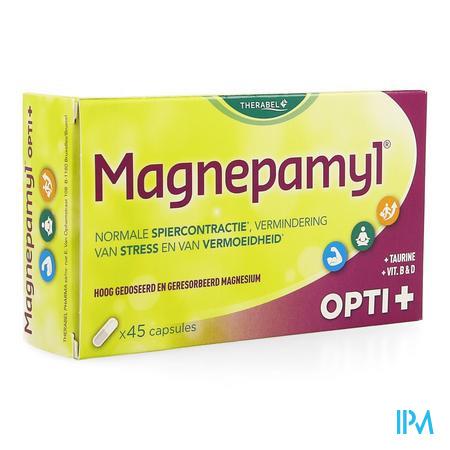 THERABEL
Magnepamyl®
NORMALE SPIERCONTRACTIE*, VERMINDERING
VAN STRESS EN VAN VERMOEIDHEID*
HOOG GEDOSEERD EN GERESORBEERD MAGNESIUM
+ TAURINE
+ VIT. B & D
OPTI+
x45 capsules
Magnepamyl OPTI+
IPM